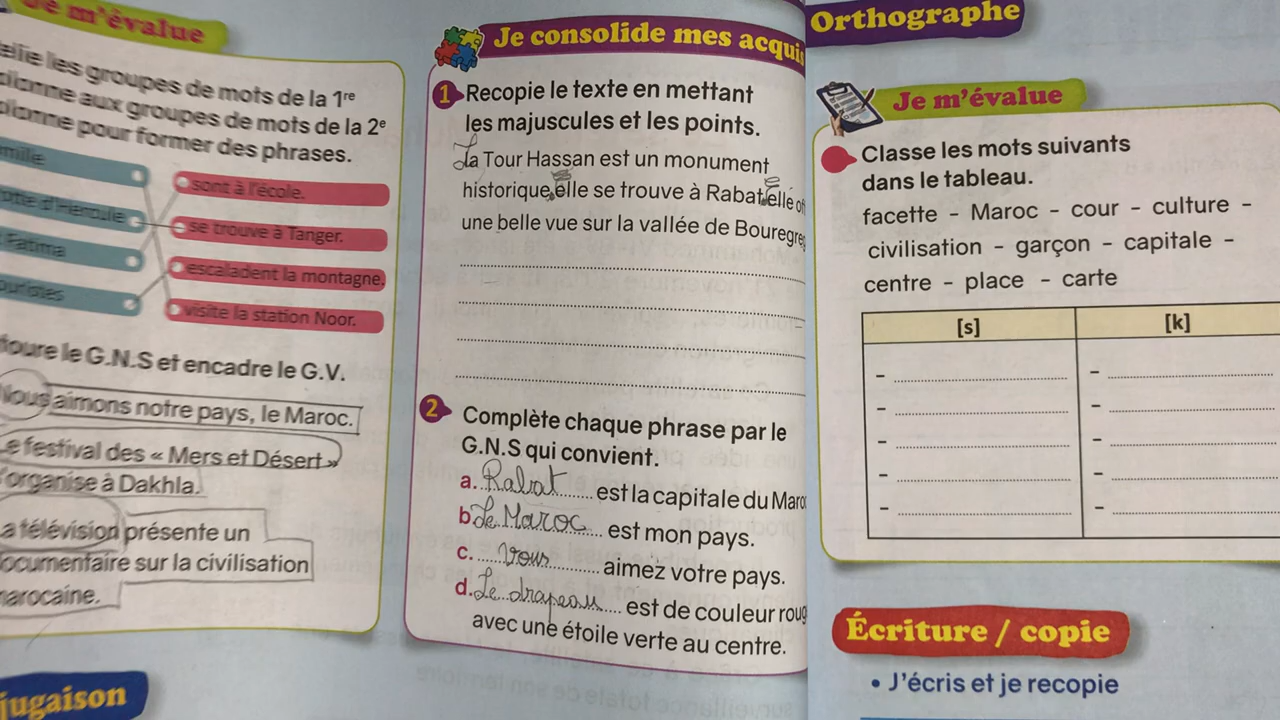 Je m'évalue
les groupes de mots de la 1re
aux groupes de mots de la 2e
pour former des phrases.
sont à l'école.
se trouve à Tanger.
Fatima
escaladent la montagne.
visite la station Noor.
le G.N.S et encadre le G.V.
Nous aimons notre pays, le Maroc.
Le festival des « Mers et Désert »
s'organise à Dakhla.
La télévision présente un
documentaire sur la civilisation
marocaine.
jugaison
Je consolide mes acquis
1 Recopie le texte en mettant
les majuscules et les points.
La Tour Hassan est un monument
historique, elle se trouve à Rabat, elle
une belle vue sur la vallée de Bouregreg
2 Complète chaque phrase par le
G.N.S qui convient.
a. Rabat est la capitale du Maroc
b. Le Maroc est mon pays.
c. Vous aimez votre pays.
d. Le drapeau est de couleur roug
avec une étoile verte au centre.
Orthographe
Je m'évalue
Classe les mots suivants
dans le tableau.
facette - Maroc - cour - culture -
civilisation - garçon - capitale -
centre - place - carte
[s] [k]
Écriture / copie
• J'écris et je recopie